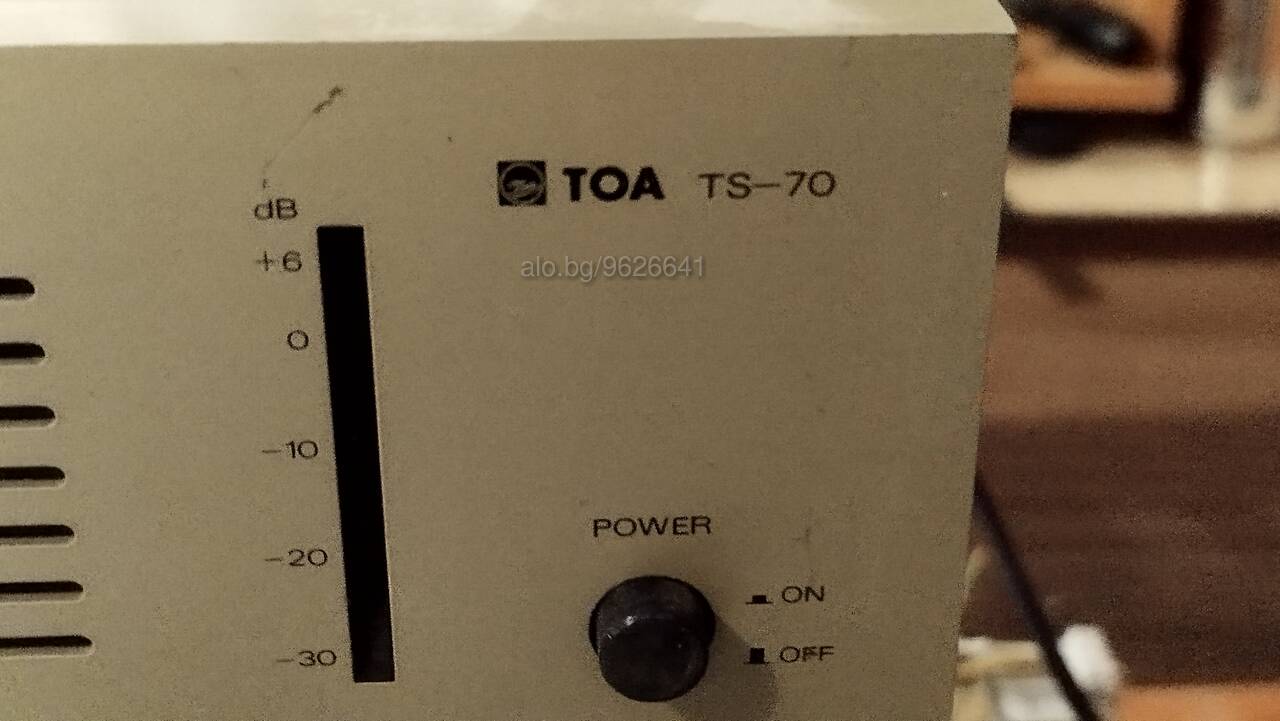 TOA TS-70
dB
+6
alo.bg/9626641
0
-10
POWER
-20
ON
OFF
-30